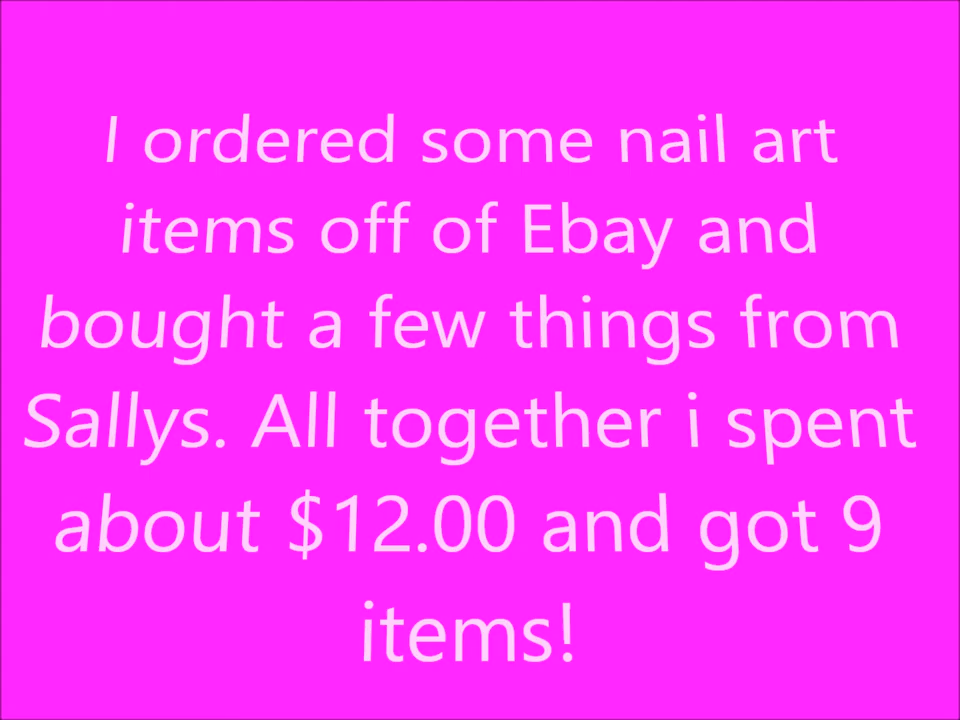 I ordered some nail art
items off of Ebay and
bought a few things from
Sallys. All together i spent
about $12.00 and got 9
items!